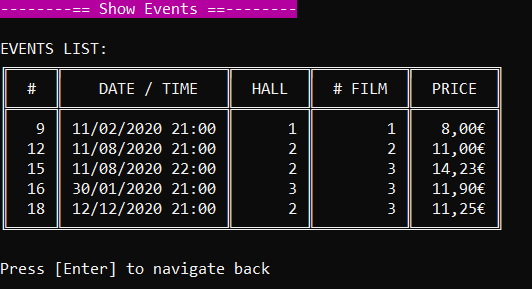 --------== Show Events ==--------
EVENTS LIST:
# DATE / TIME HALL # FILM PRICE
9 11/02/2020 21:00 1 1 8,00€
12 11/08/2020 21:00 2 2 11,00€
15 11/08/2020 22:00 2 3 14,23€
16 30/01/2020 21:00 3 3 11,90€
18 12/12/2020 21:00 2 3 11,25€
Press [Enter] to navigate back